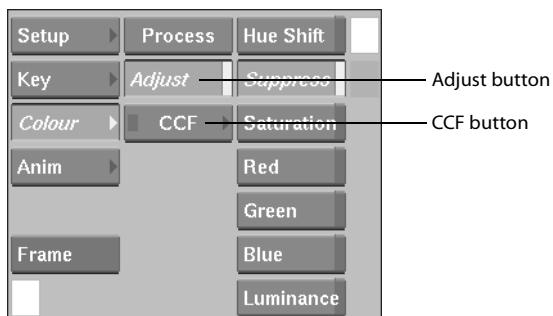 Setup Process Hue Shift
Key Adjust Suppress Adjust button
Colour CCF Saturation CCF button
Anim Red
Green
Frame Blue
Luminance